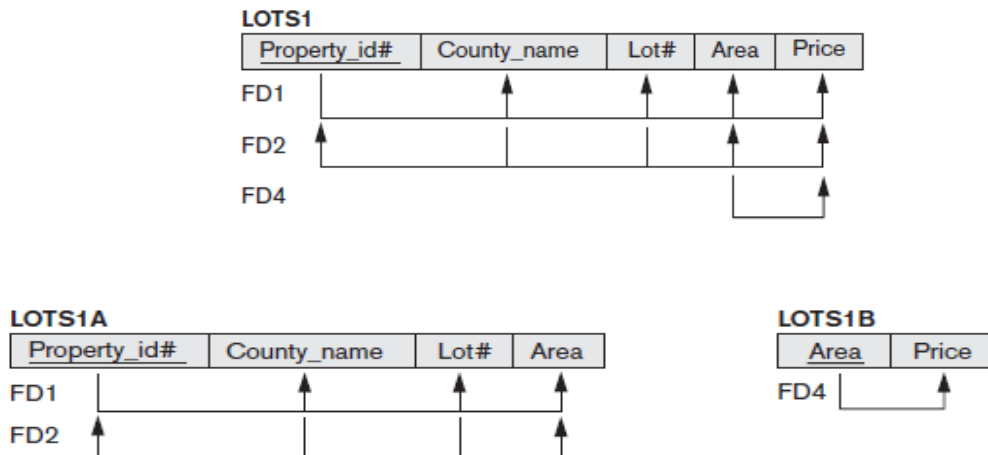 LOTS1
Property_id# County_name Lot# Area Price
FD1
FD2
FD4
LOTS1A
Property_id# County_name Lot# Area
FD1
FD2
LOTS1B
Area Price
FD4